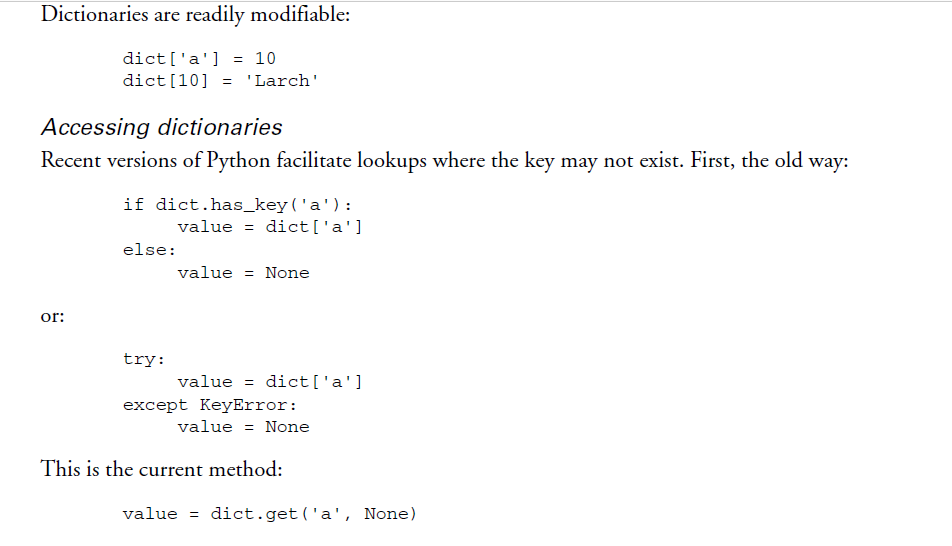 Dictionaries are readily modifiable:
dict['a'] = 10
dict[10] = 'Larch'
Accessing dictionaries
Recent versions of Python facilitate lookups where the key may not exist. First, the old way:
if dict.has_key('a'):
     value = dict['a']
else:
     value = None
or:
try:
     value = dict['a']
except KeyError:
     value = None
This is the current method:
value = dict.get('a', None)